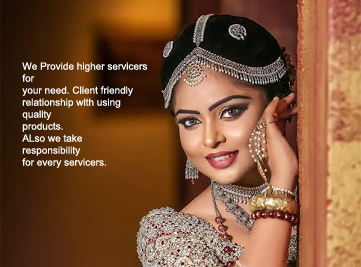 We Provide higher servicers
for
your need. Client friendly
relationship with using
quality
products.
ALso we take
responsibility
for every servicers.